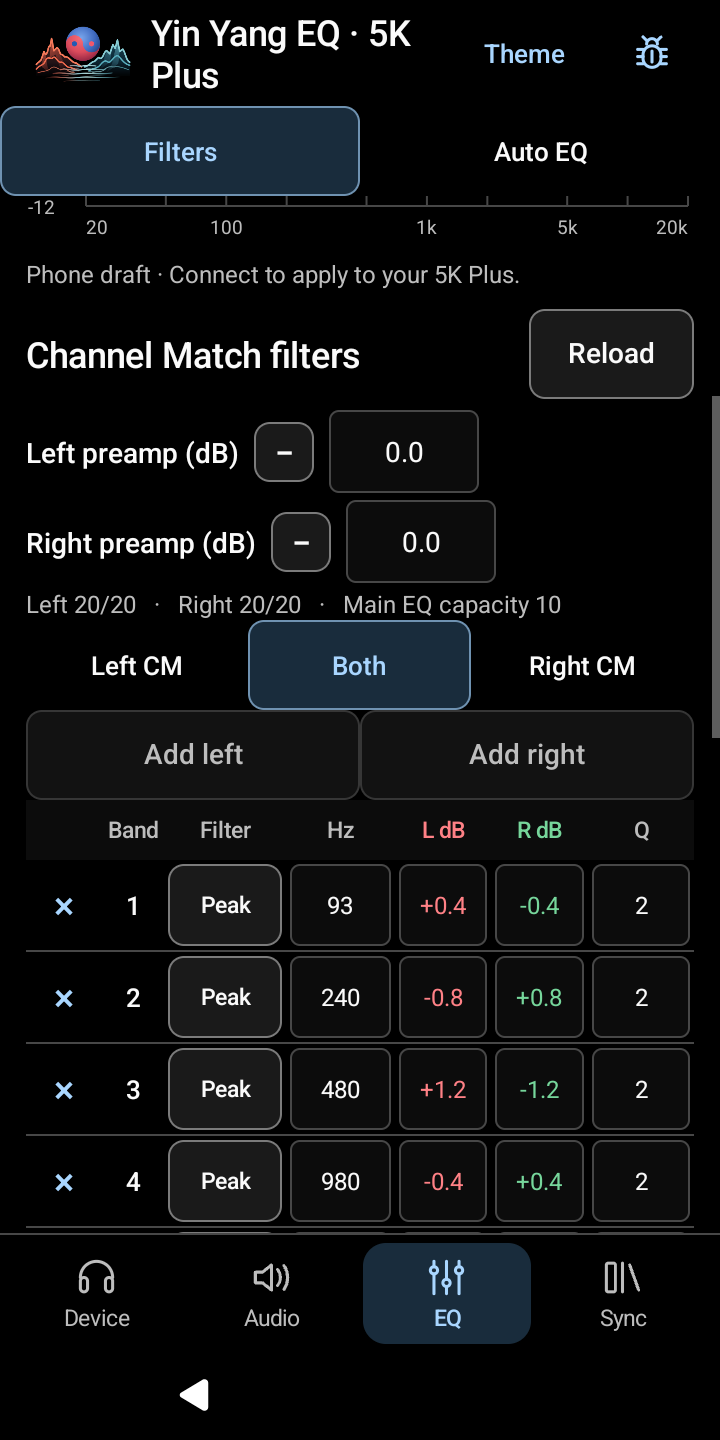 Yin Yang EQ · 5K
Plus
Theme
Filters
Auto EQ
-12
20 100 1k 5k 20k
Phone draft · Connect to apply to your 5K Plus.
Channel Match filters
Reload
Left preamp (dB) − 0.0
Right preamp (dB) − 0.0
Left 20/20 · Right 20/20 · Main EQ capacity 10
Left CM Both Right CM
Add left Add right
Band Filter Hz L dB R dB Q
× 1 Peak 93 +0.4 -0.4 2
× 2 Peak 240 -0.8 +0.8 2
× 3 Peak 480 +1.2 -1.2 2
× 4 Peak 980 -0.4 +0.4 2
Device Audio EQ Sync